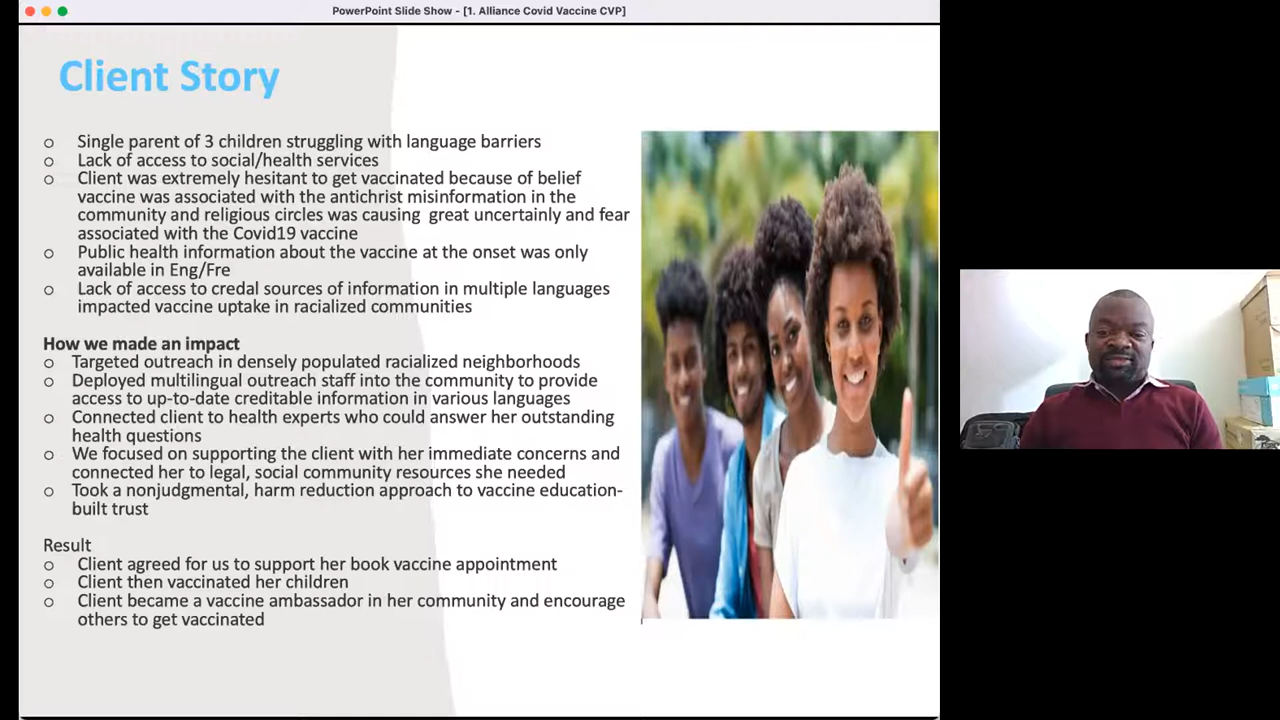 PowerPoint Slide Show - [1. Alliance Covid Vaccine CVP]
Client Story
o Single parent of 3 children struggling with language barriers
o Lack of access to social/health services
o Client was extremely hesitant to get vaccinated because of belief
vaccine was associated with the antichrist misinformation in the
community and religious circles was causing great uncertainly and fear
associated with the Covid19 vaccine
o Public health information about the vaccine at the onset was only
available in Eng/Fre
o Lack of access to credal sources of information in multiple languages
impacted vaccine uptake in racialized communities
How we made an impact
o Targeted outreach in densely populated racialized neighborhoods
o Deployed multilingual outreach staff into the community to provide
access to up-to-date creditable information in various languages
o Connected client to health experts who could answer her outstanding
health questions
o We focused on supporting the client with her immediate concerns and
connected her to legal, social community resources she needed
o Took a nonjudgmental, harm reduction approach to vaccine education-
built trust
Result
o Client agreed for us to support her book vaccine appointment
o Client then vaccinated her children
o Client became a vaccine ambassador in her community and encourage
others to get vaccinated